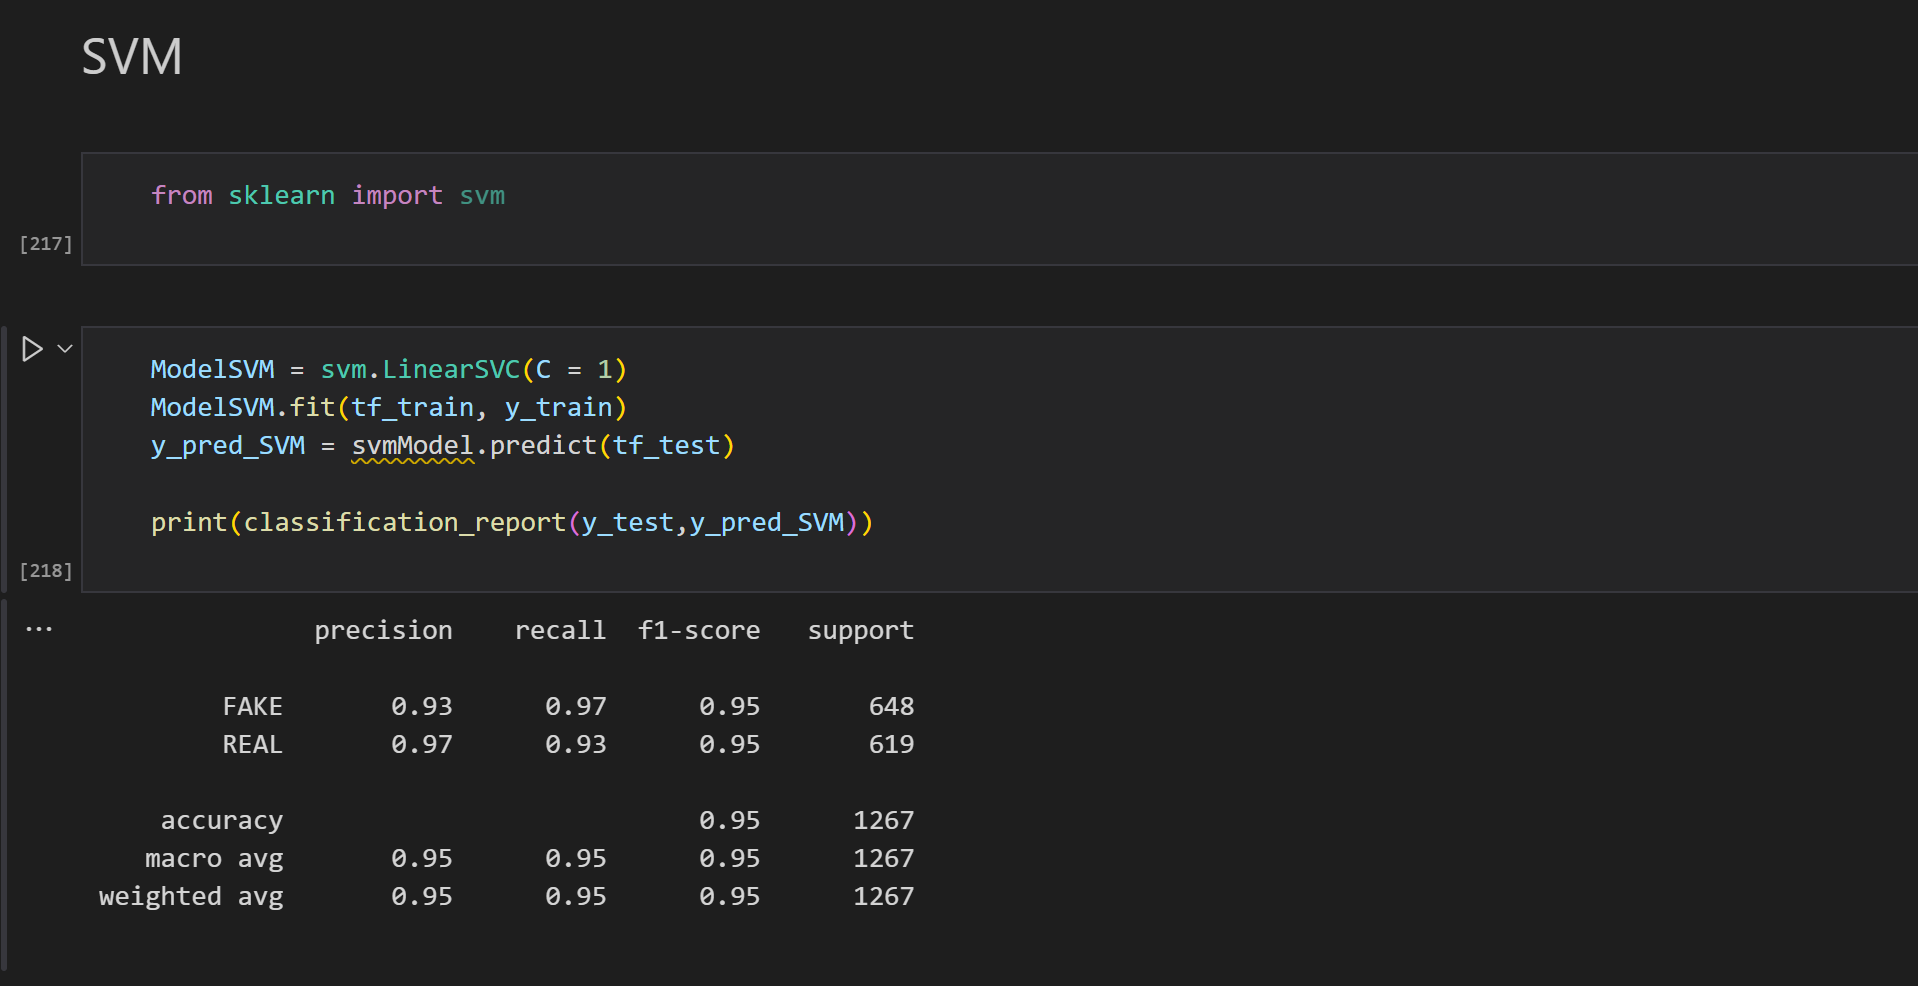 SVM
from sklearn import svm
[217]
ModelSVM = svm.LinearSVC(C = 1)
ModelSVM.fit(tf_train, y_train)
y_pred_SVM = svmModel.predict(tf_test)
print(classification_report(y_test,y_pred_SVM))
[218]
...
precision recall f1-score support
FAKE 0.93 0.97 0.95 648
REAL 0.97 0.93 0.95 619
accuracy 0.95 1267
macro avg 0.95 0.95 0.95 1267
weighted avg 0.95 0.95 0.95 1267